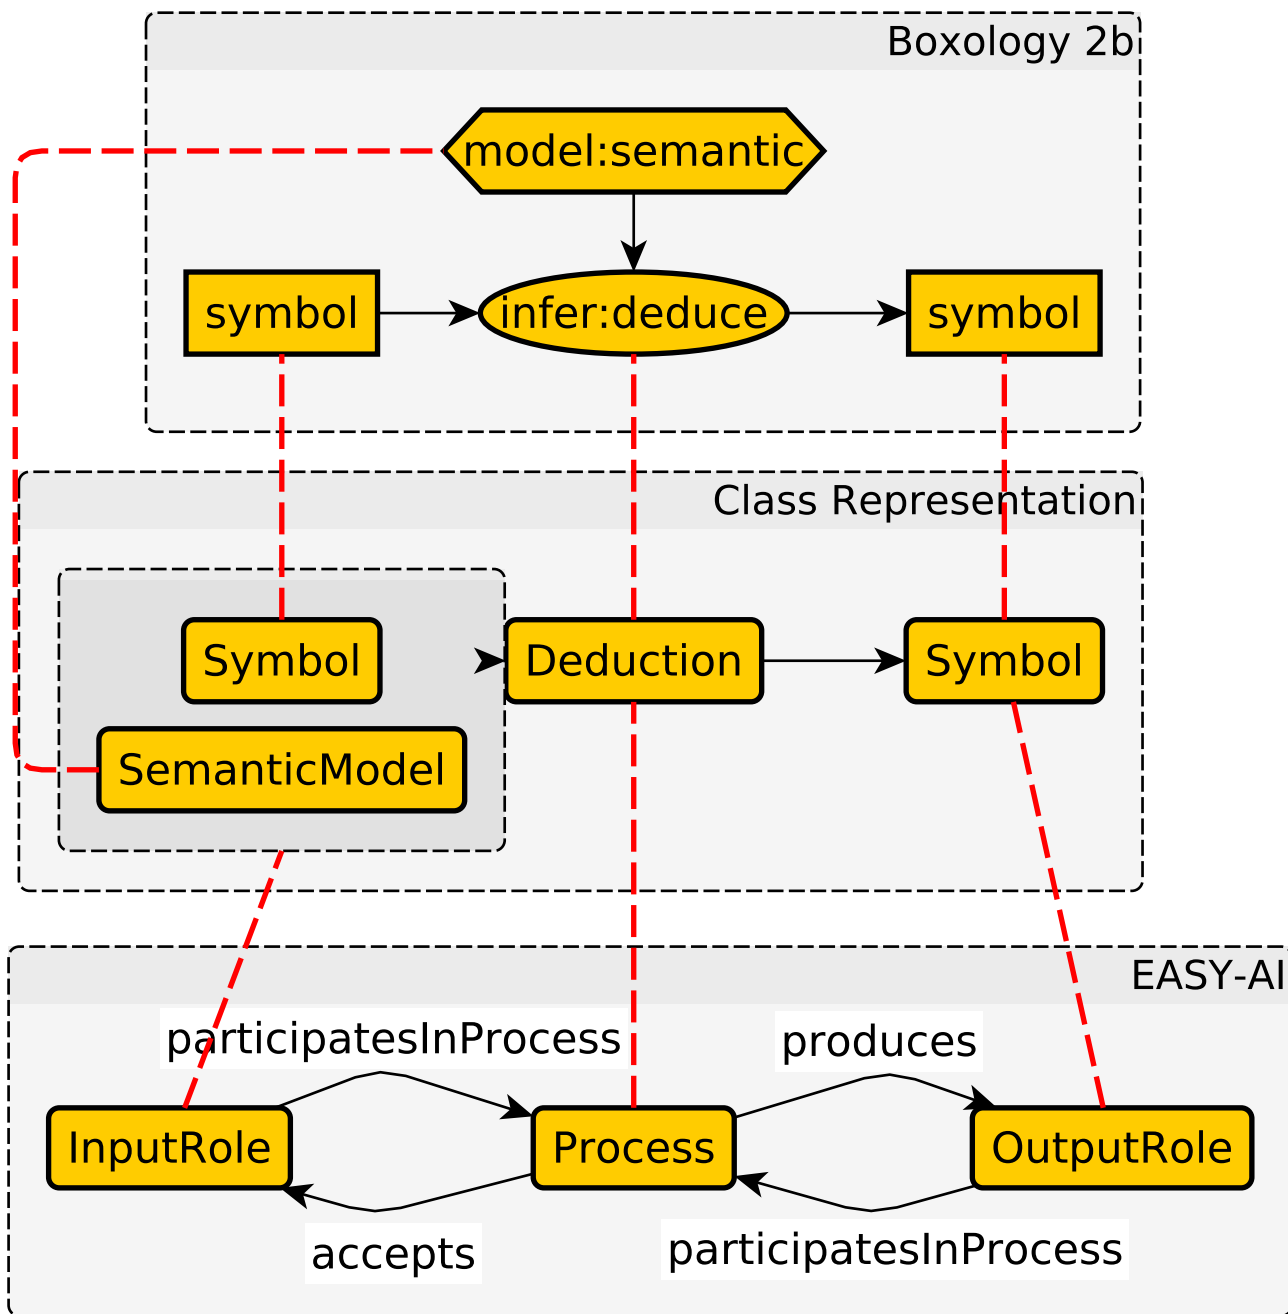 Boxology 2b
model:semantic
symbol
infer:deduce
symbol
Class Representation
Symbol
Deduction
Symbol
SemanticModel
EASY-AI
participatesInProcess
produces
InputRole
Process
OutputRole
accepts
participatesInProcess